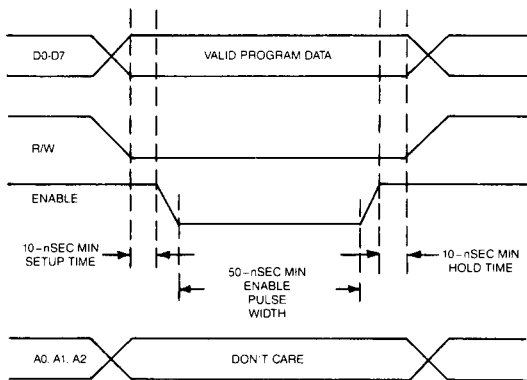 D0-D7
VALID PROGRAM DATA
R/W
ENABLE
10-nSEC MIN
SETUP TIME
50-nSEC MIN
ENABLE
PULSE
WIDTH
10-nSEC MIN
HOLD TIME
A0. A1. A2
DON'T CARE